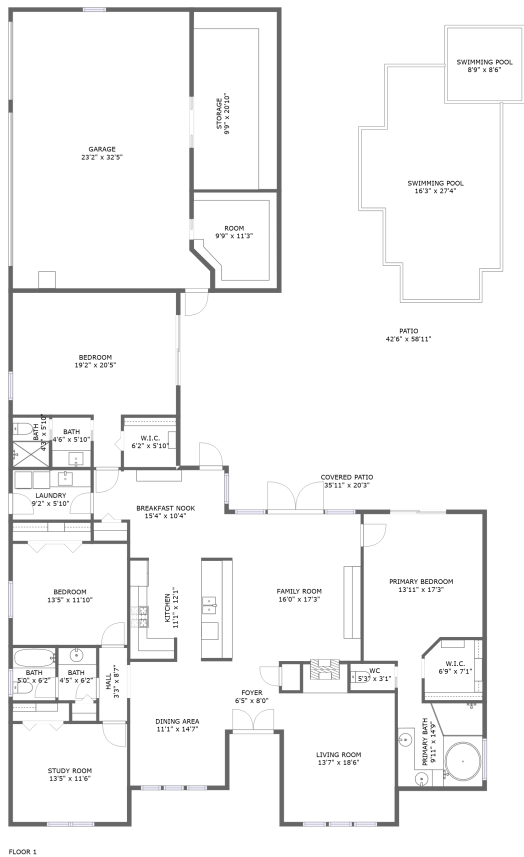 SWIMMING POOL
8'9" x 8'6"
STORAGE
9'9" x 20'10"
GARAGE
23'2" x 32'5"
SWIMMING POOL
16'3" x 27'4"
ROOM
9'9" x 11'3"
PATIO
42'6" x 58'11"
BEDROOM
19'2" x 20'5"
BATH
4'3" x 5'10"
BATH
4'6" x 5'10"
W.I.C.
6'2" x 5'10"
COVERED PATIO
35'11" x 20'3"
LAUNDRY
9'2" x 5'10"
BREAKFAST NOOK
15'4" x 10'4"
BEDROOM
13'5" x 11'10"
KITCHEN
11'1" x 12'1"
FAMILY ROOM
16'0" x 17'3"
PRIMARY BEDROOM
13'11" x 17'3"
BATH
5'0" x 6'2"
BATH
4'5" x 6'2"
HALL
3'3" x 8'7"
WC
5'3" x 3'1"
W.I.C.
6'9" x 7'1"
FOYER
6'5" x 8'0"
DINING AREA
11'1" x 14'7"
PRIMARY BATH
9'11" x 14'9"
LIVING ROOM
13'7" x 18'6"
STUDY ROOM
13'5" x 11'6"
FLOOR 1